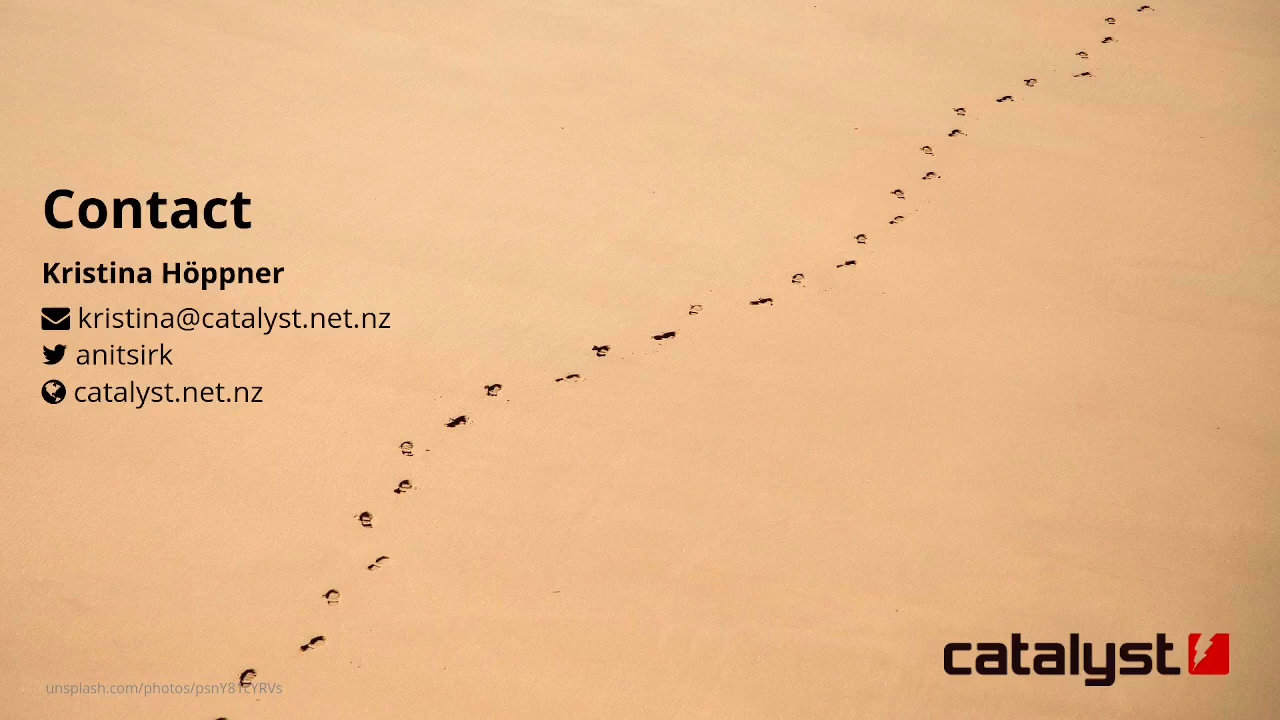 Contact
Kristina Höppner
kristina@catalyst.net.nz
anitsirk
catalyst.net.nz
catalyst